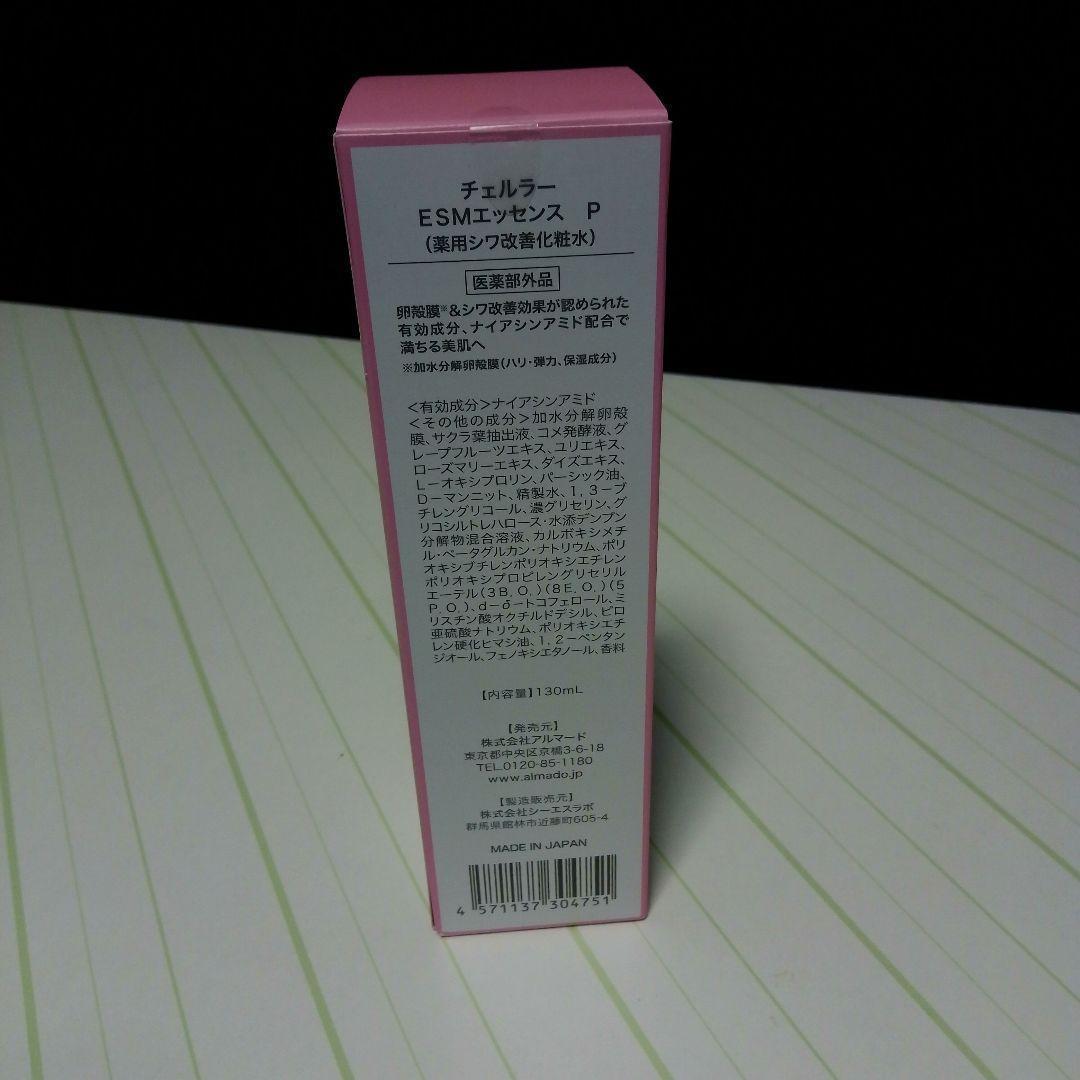 チェルラー
ESMエッセンス P
(薬用シワ改善化粧水)
医薬部外品
卵殻膜※&シワ改善効果が認められた
有効成分、ナイアシンアミド配合で
満ちる美肌へ
※加水分解卵殻膜(ハリ・弾力、保湿成分)
<有効成分>ナイアシンアミド
<その他の成分>加水分解卵殻
膜、サクラ葉抽出液、コメ発酵液、グ
レープフルーツエキス、ユリエキス、
ローズマリーエキス、ダイズエキス、
L-オキシプロリン、パーシック油、
D-マンニット、精製水、1,3-ブ
チレングリコール、濃グリセリン、グ
リコシルトレハロース・水添デンプン
分解物混合溶液、カルボキシメチ
ル・ベータグルカン・ナトリウム、ポリ
オキシブチレンポリオキシエチレン
ポリオキシプロピレングリセリル
エーテル(3B.O.)(8E.O.)(5
P.O.)、d-δ-トコフェロール、ミ
リスチン酸オクチルドデシル、ピロ
亜硫酸ナトリウム、ポリオキシエチ
レン硬化ヒマシ油、1,2-ペンタン
ジオール、フェノキシエタノール、香料
【内容量】130mL
【発売元】
株式会社アルマード
東京都中央区京橋3-6-18
TEL.0120-85-1180
www.almado.jp
【製造販売元】
株式会社シーエスラボ
群馬県館林市近藤町605-4
MADE IN JAPAN
4 571137 304751